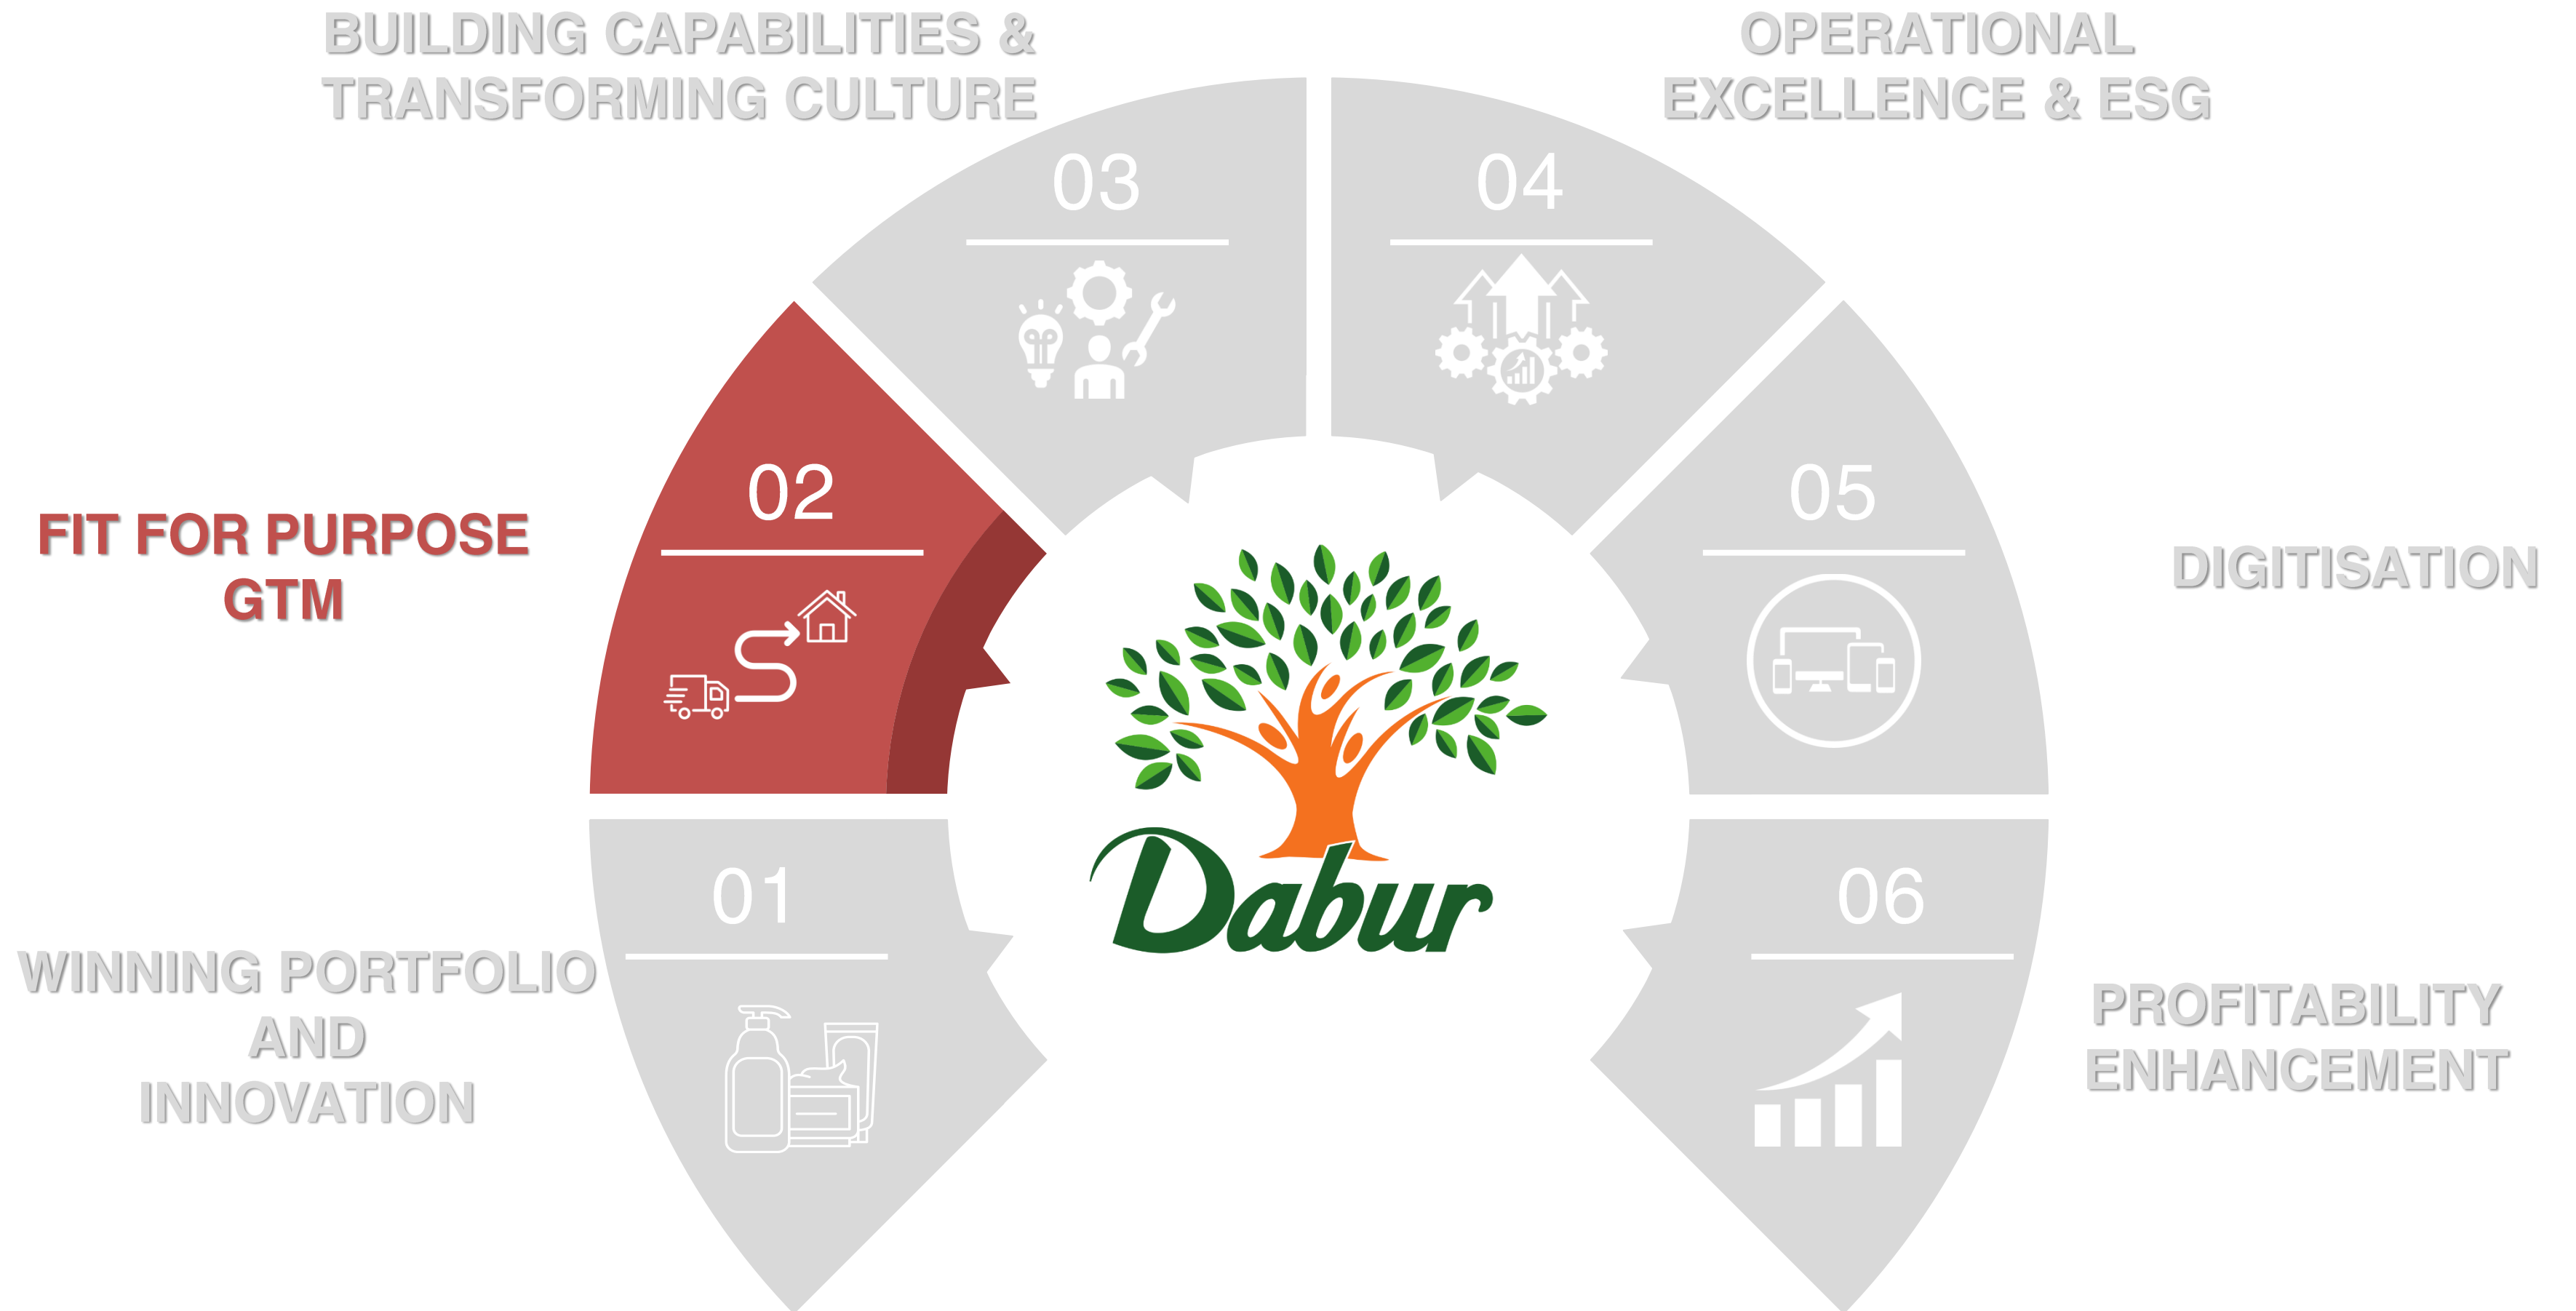 BUILDING CAPABILITIES &
TRANSFORMING CULTURE
OPERATIONAL
EXCELLENCE & ESG
03
04
02
05
FIT FOR PURPOSE
GTM
DIGITISATION
Dabur
01
06
WINNING PORTFOLIO
AND
INNOVATION
PROFITABILITY
ENHANCEMENT